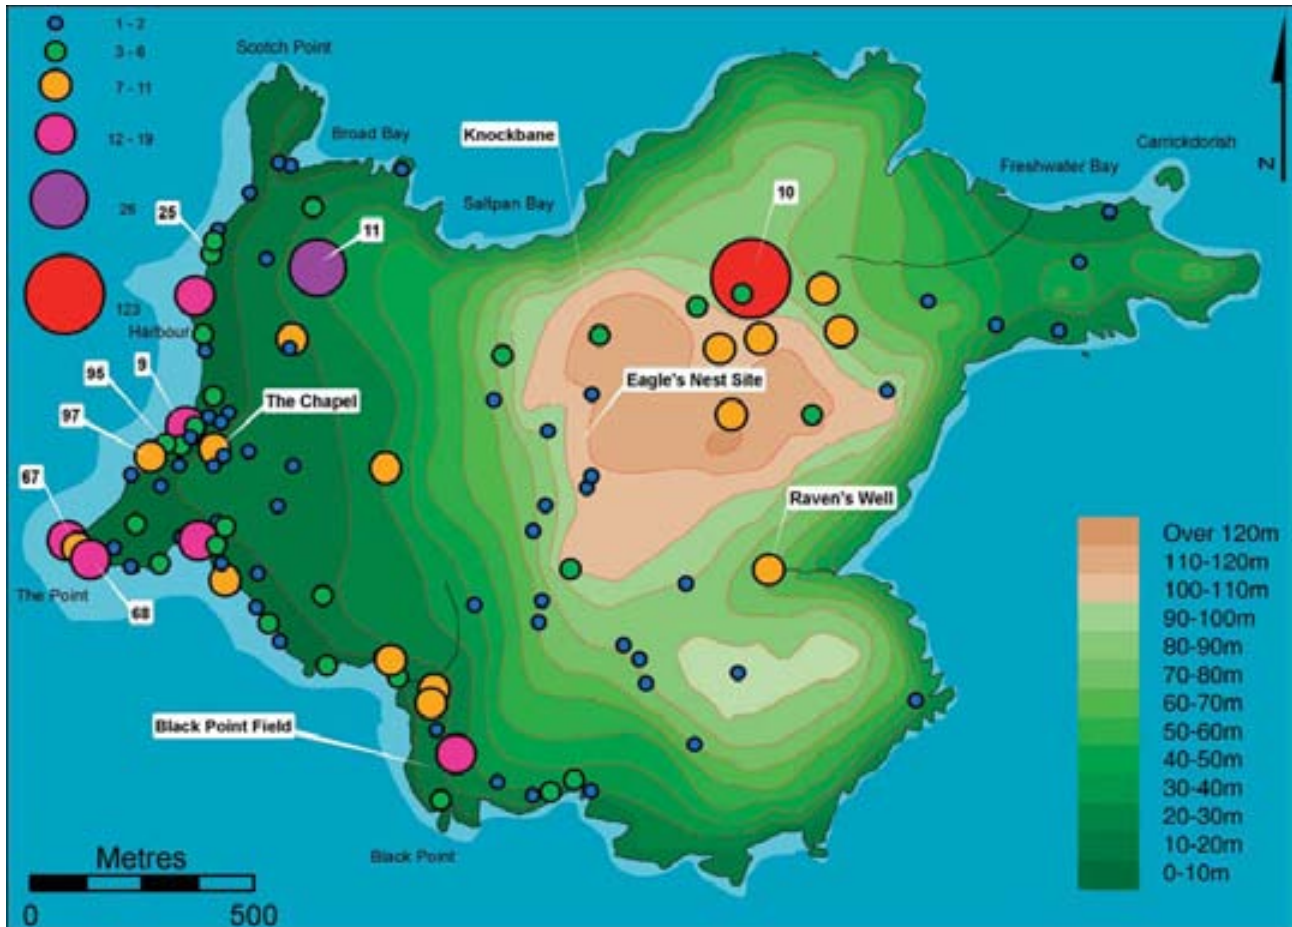 1 - 2
3 - 6
7 - 11
12 - 19
26
123
Scotch Point
Broad Bay
Knockbane
Saltpan Bay
Carrickdorish
Freshwater Bay
N
25
11
10
Harbour
9
95
97
The Chapel
Eagle's Nest Site
67
Raven's Well
The Point
68
Black Point Field
Black Point
Over 120m
110-120m
100-110m
90-100m
80-90m
70-80m
60-70m
50-60m
40-50m
30-40m
20-30m
10-20m
0-10m
Metres
0 500